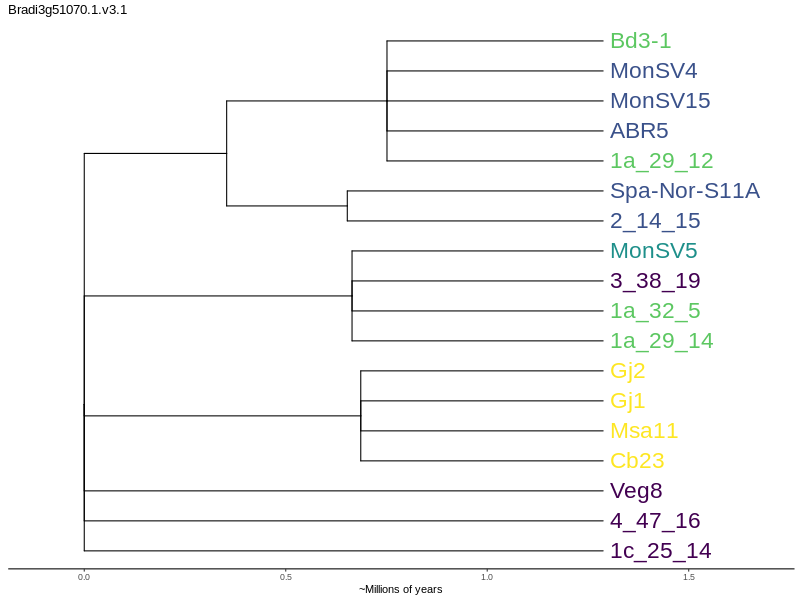 Bradi3g51070.1.v3.1
Bd3-1
MonSV4
MonSV15
ABR5
1a_29_12
Spa-Nor-S11A
2_14_15
MonSV5
3_38_19
1a_32_5
1a_29_14
Gj2
Gj1
Msa11
Cb23
Veg8
4_47_16
1c_25_14
0.0 0.5 1.0 1.5
~Millions of years